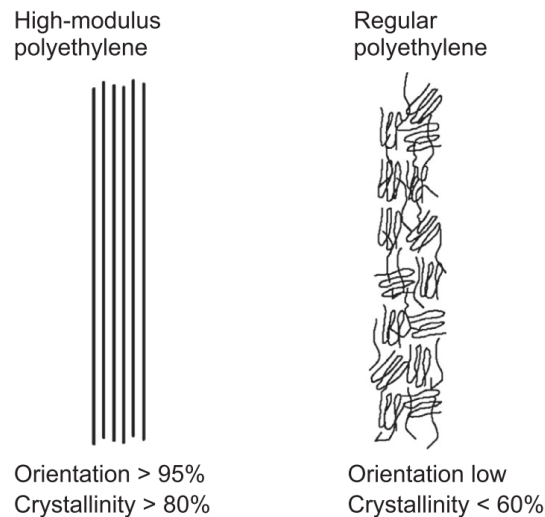 High-modulus
polyethylene
Regular
polyethylene
Orientation > 95%
Crystallinity > 80%
Orientation low
Crystallinity < 60%